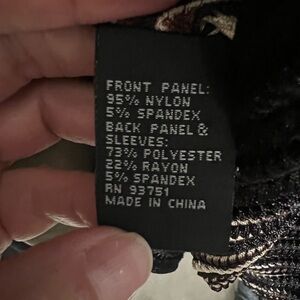 FRONT PANEL:
95% NYLON
5% SPANDEX
BACK PANEL &
SLEEVES:
73% POLYESTER
22% RAYON
5% SPANDEX
RN 93751
MADE IN CHINA